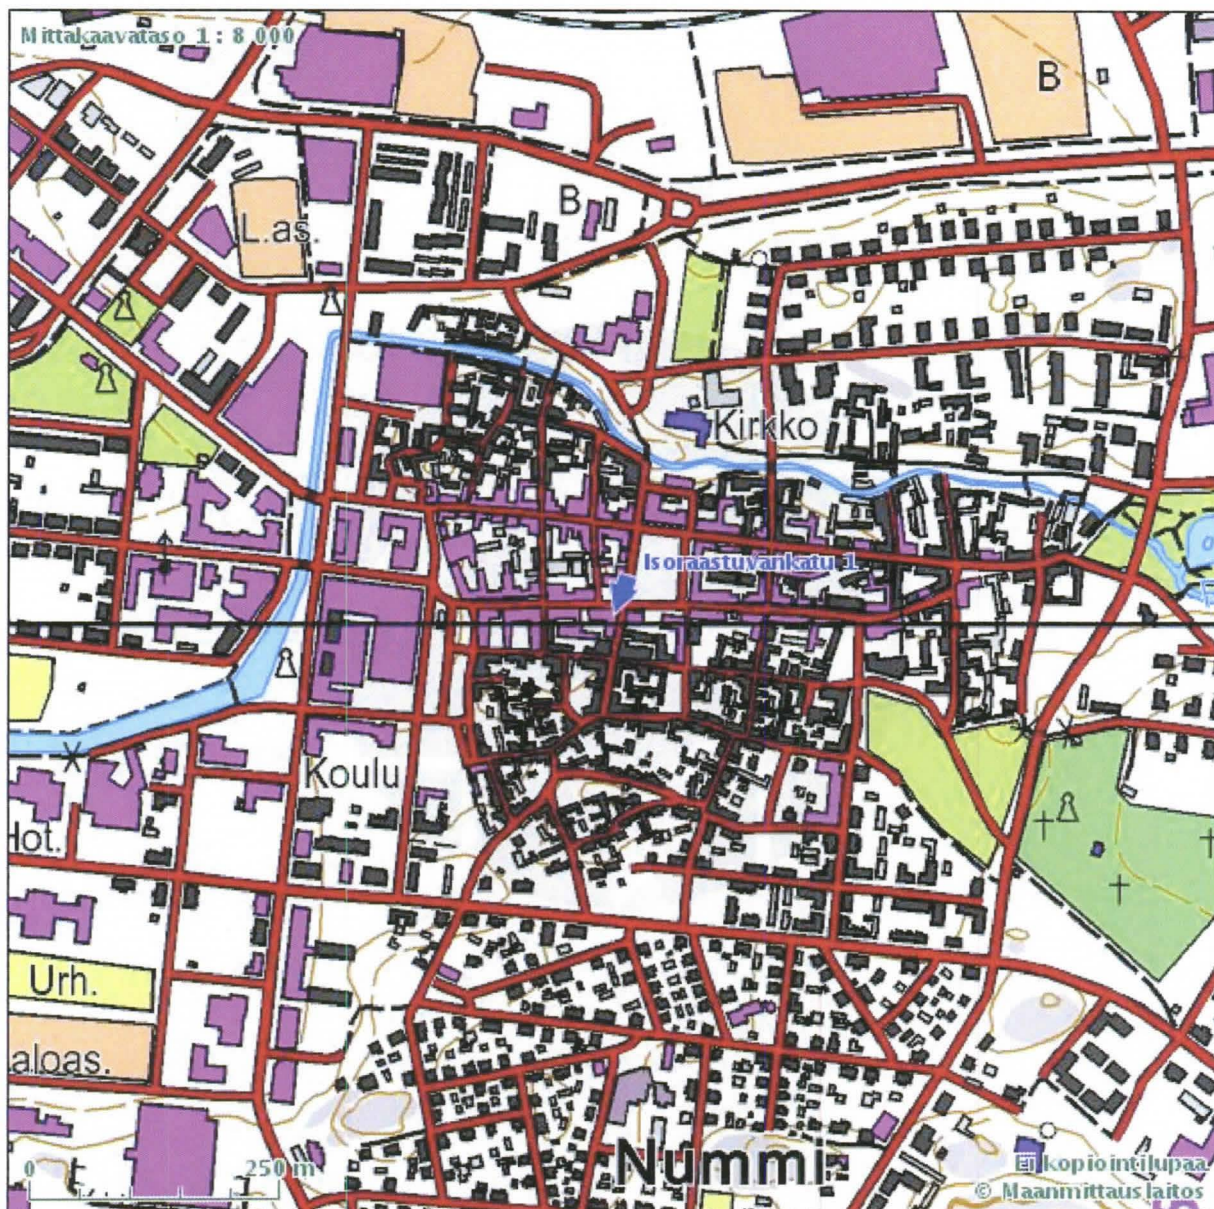 Mittakaavataso 1 : 8 000
B
L.as.
B
Kirkko
Isoraastuvankatu 1
Koulu
Hot.
Urh.
aloas.
Nummi
0 250 m
Ei kopiointilupaa
© Maanmittauslaitos